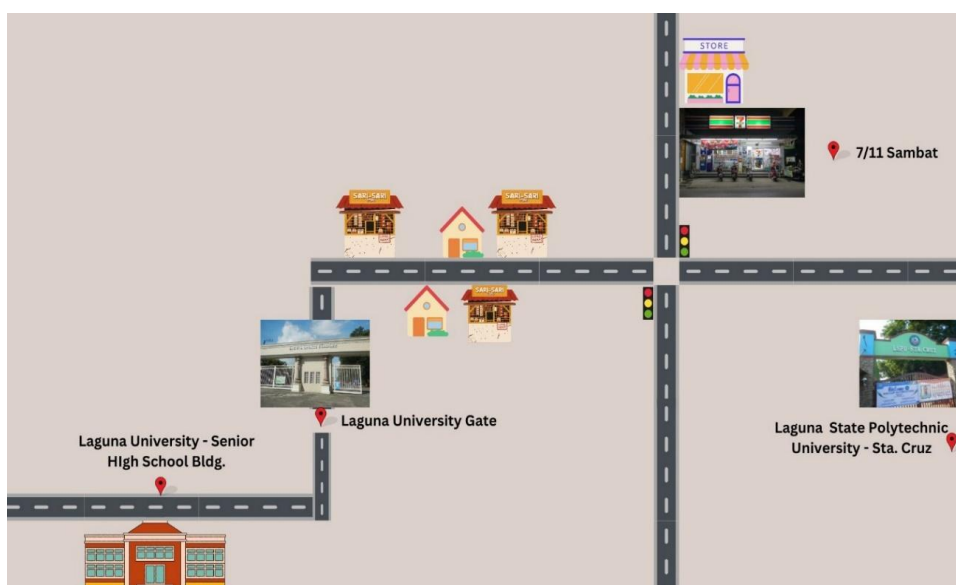 STORE
7/11 Sambat
SARI-SARI
SARI-SARI
SARI-SARI
Laguna University Gate
Laguna University - Senior
HIgh School Bldg.
Laguna State Polytechnic
University - Sta. Cruz